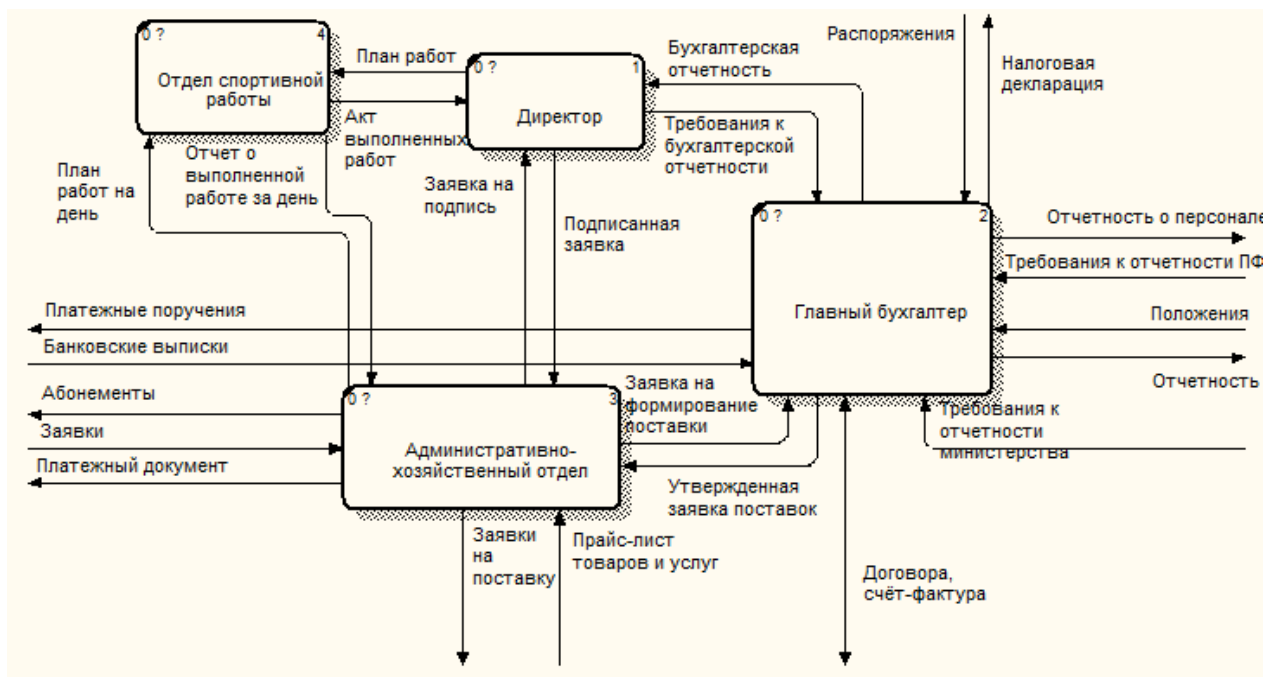 0 ?
4
Отдел спортивной
работы
План работ
Акт
выполненных
работ
0 ?
1
Директор
Бухгалтерская
отчетность
Требования к
бухгалтерской
отчетности
Распоряжения
Налоговая
декларация
План
работ на
день
Отчет о
выполненной
работе за день
Заявка на
подпись
Подписанная
заявка
0 ?
2
Главный бухгалтер
Отчетность о персонале
Требования к отчетности ПФ
Положения
Отчетность
Требования к
отчетности
министерства
Платежные поручения
Банковские выписки
Абонементы
Заявки
Платежный документ
0 ?
3
Административно-
хозяйственный отдел
Заявка на
формирование
поставки
Утвержденная
заявка поставок
Заявки
на
поставку
Прайс-лист
товаров и услуг
Договора,
счёт-фактура